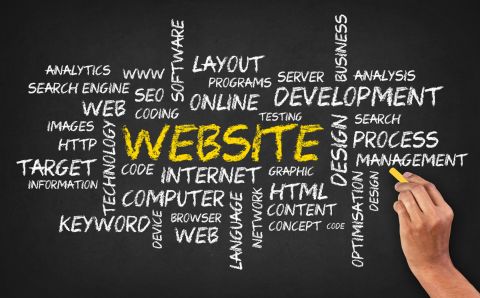 SOFTWARE
BUSINESS
LAYOUT
ANALYTICS
WWW
SERVER
ANALYSIS
SEARCH ENGINE
SEO
PROGRAMS
DEVELOPMENT
WEB
CODING
ONLINE
TESTING
SEARCH
IMAGES
TECHNOLOGY
WEBSITE
DESIGN
PROCESS
HTTP
MANAGEMENT
TARGET
CODE
INTERNET
GRAPHIC
INFORMATION
DESIGN
OPTIMISATION
COMPUTER
LANGUAGE
NETWORK
HTML
CONTENT
KEYWORD
DEVICE
BROWSER
WEB
CONCEPT
CODE